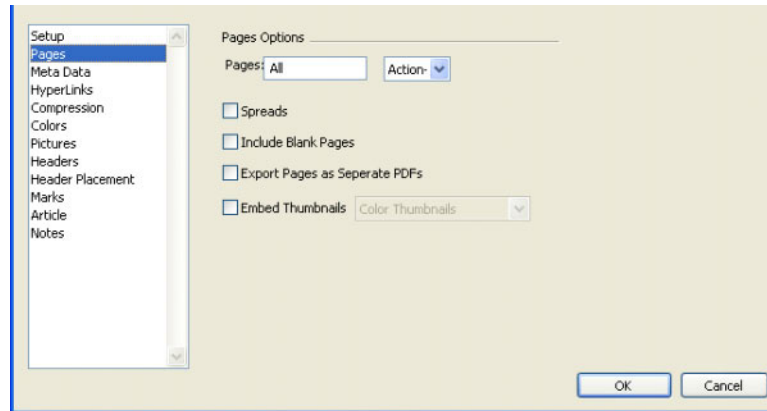 Setup
Pages
Meta Data
HyperLinks
Compression
Colors
Pictures
Headers
Header Placement
Marks
Article
Notes
Pages Options
Pages: All Action-
Spreads
Include Blank Pages
Export Pages as Seperate PDFs
Embed Thumbnails Color Thumbnails
OK Cancel